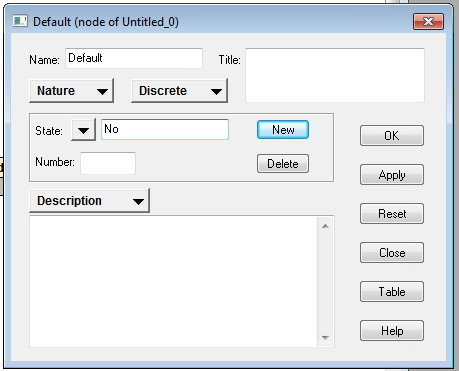 Default (node of Untitled_0)
Name: Default Title:
Nature Discrete
State: No New
OK
Number: Delete
Apply
Description
Reset
Close
Table
Help